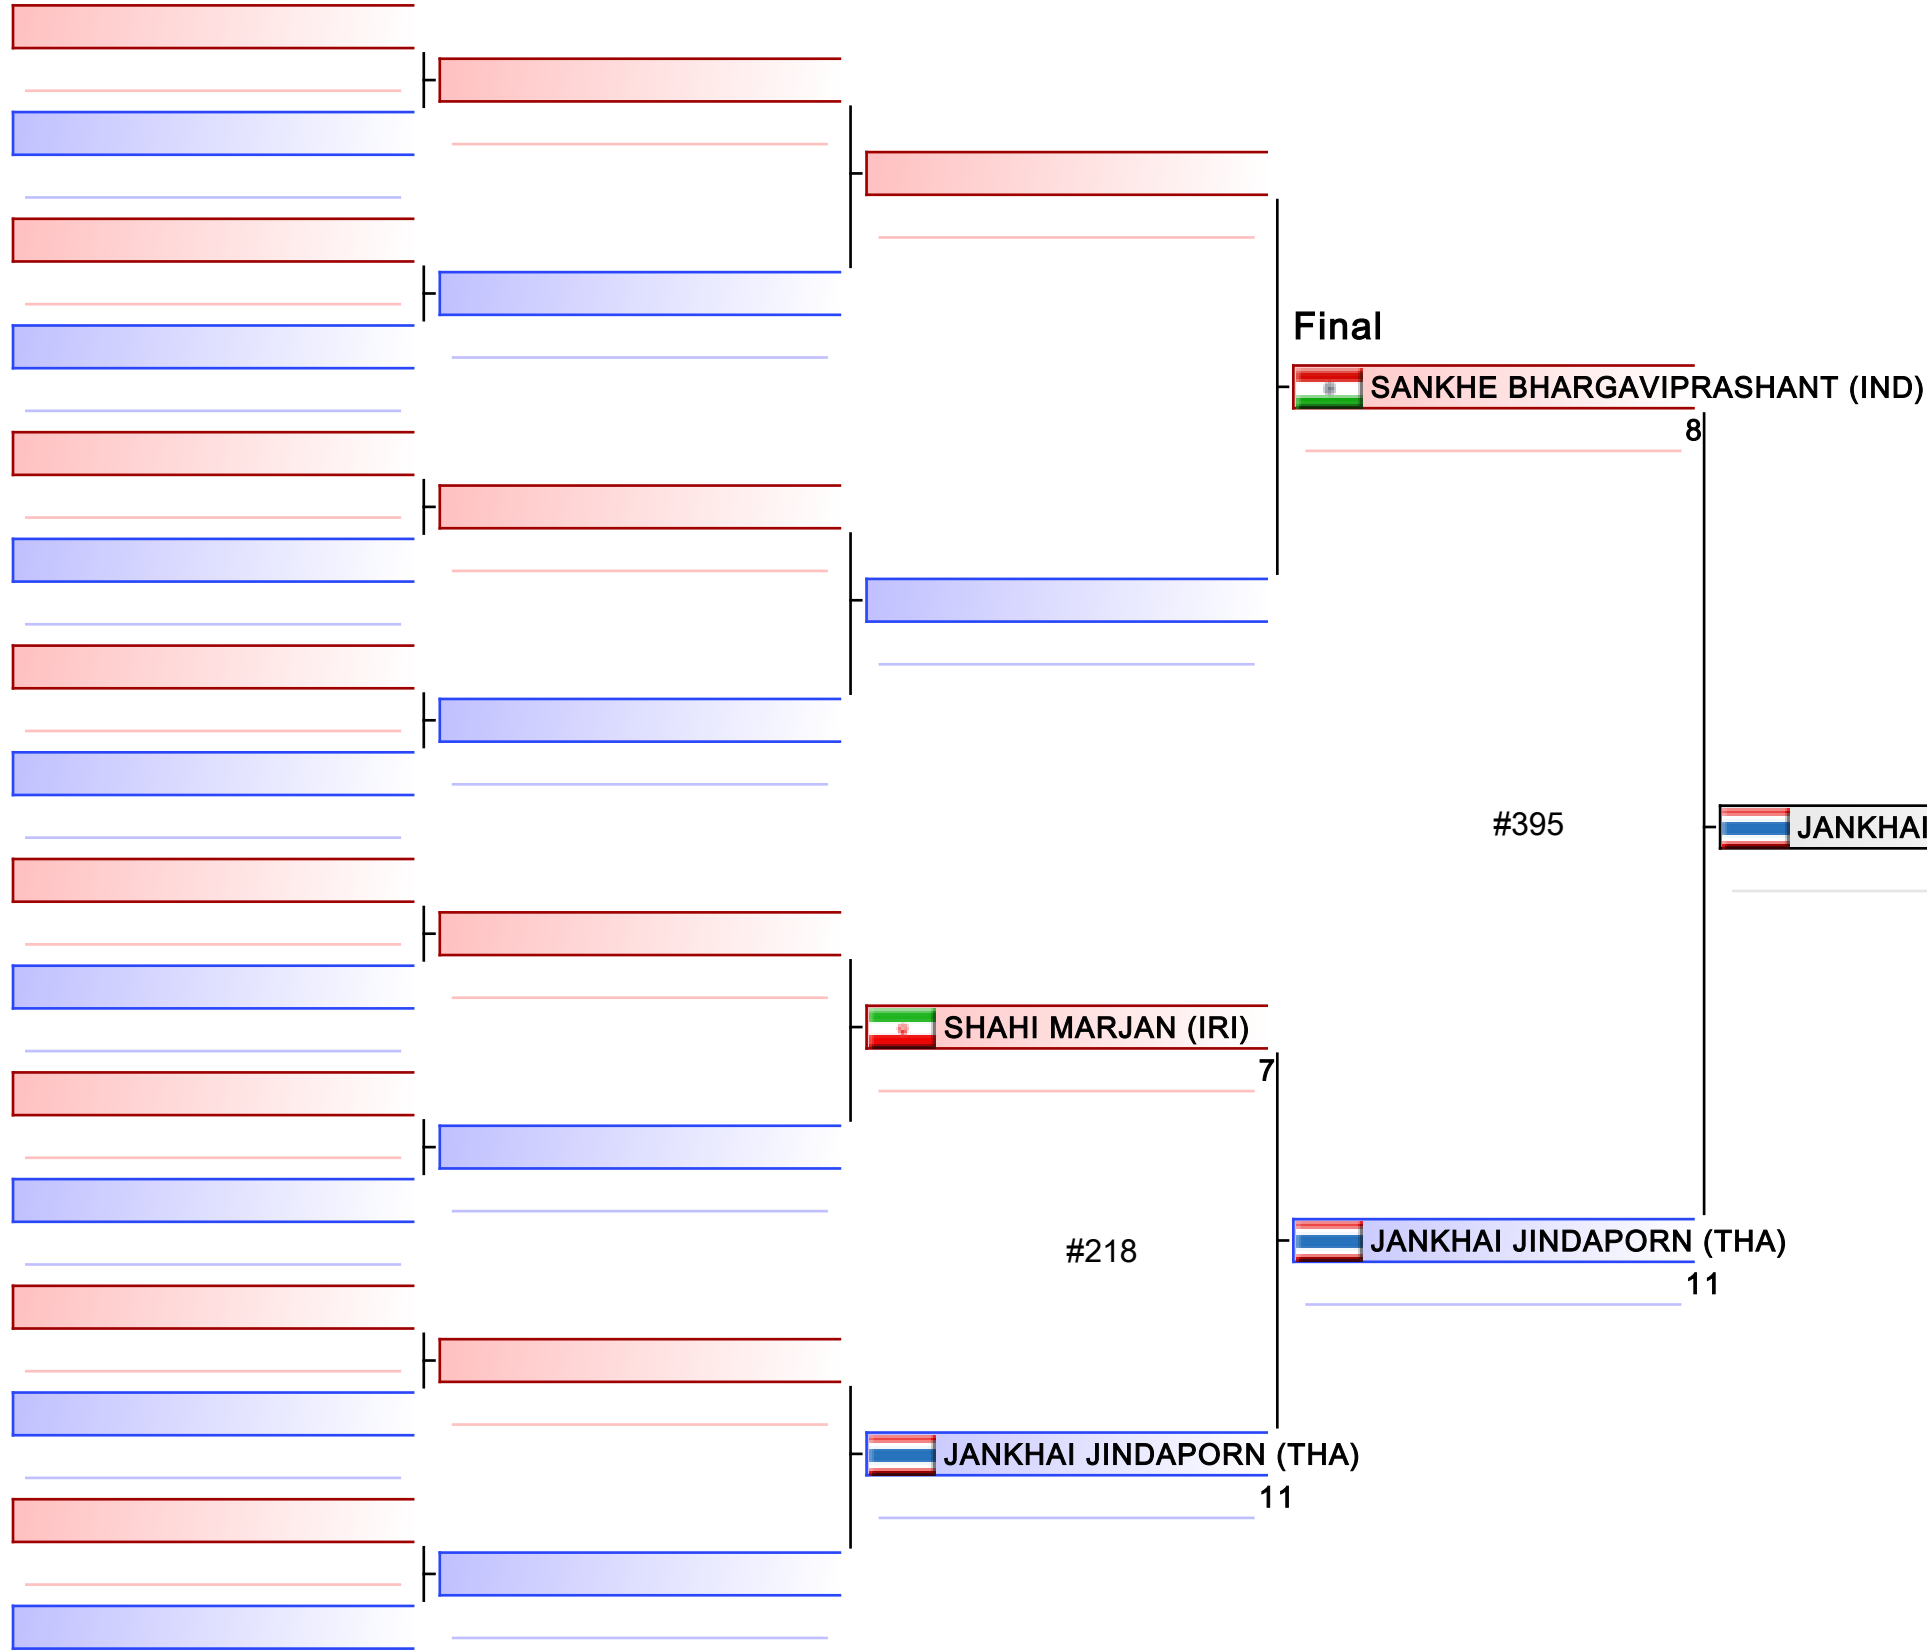 Final
SANKHE BHARGAVIPRASHANT (IND)
8
#395
JANKHAI
SHAHI MARJAN (IRI)
7
JANKHAI JINDAPORN (THA)
11
#218
JANKHAI JINDAPORN (THA)
11